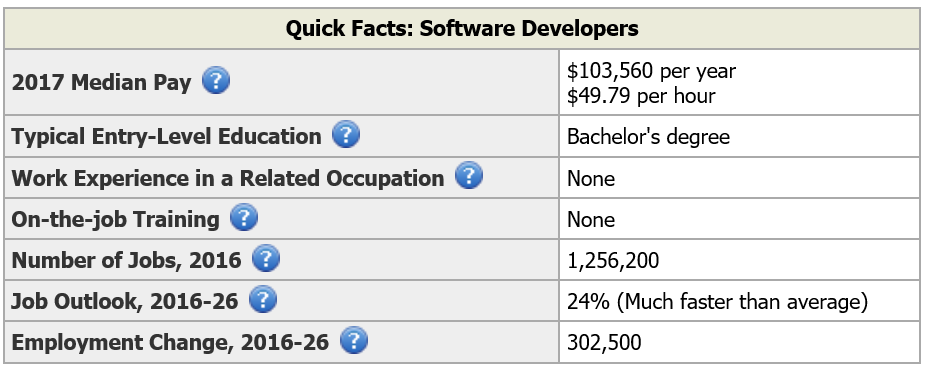 Quick Facts: Software Developers
2017 Median Pay ? $103,560 per year
$49.79 per hour
Typical Entry-Level Education ? Bachelor's degree
Work Experience in a Related Occupation ? None
On-the-job Training ? None
Number of Jobs, 2016 ? 1,256,200
Job Outlook, 2016-26 ? 24% (Much faster than average)
Employment Change, 2016-26 ? 302,500